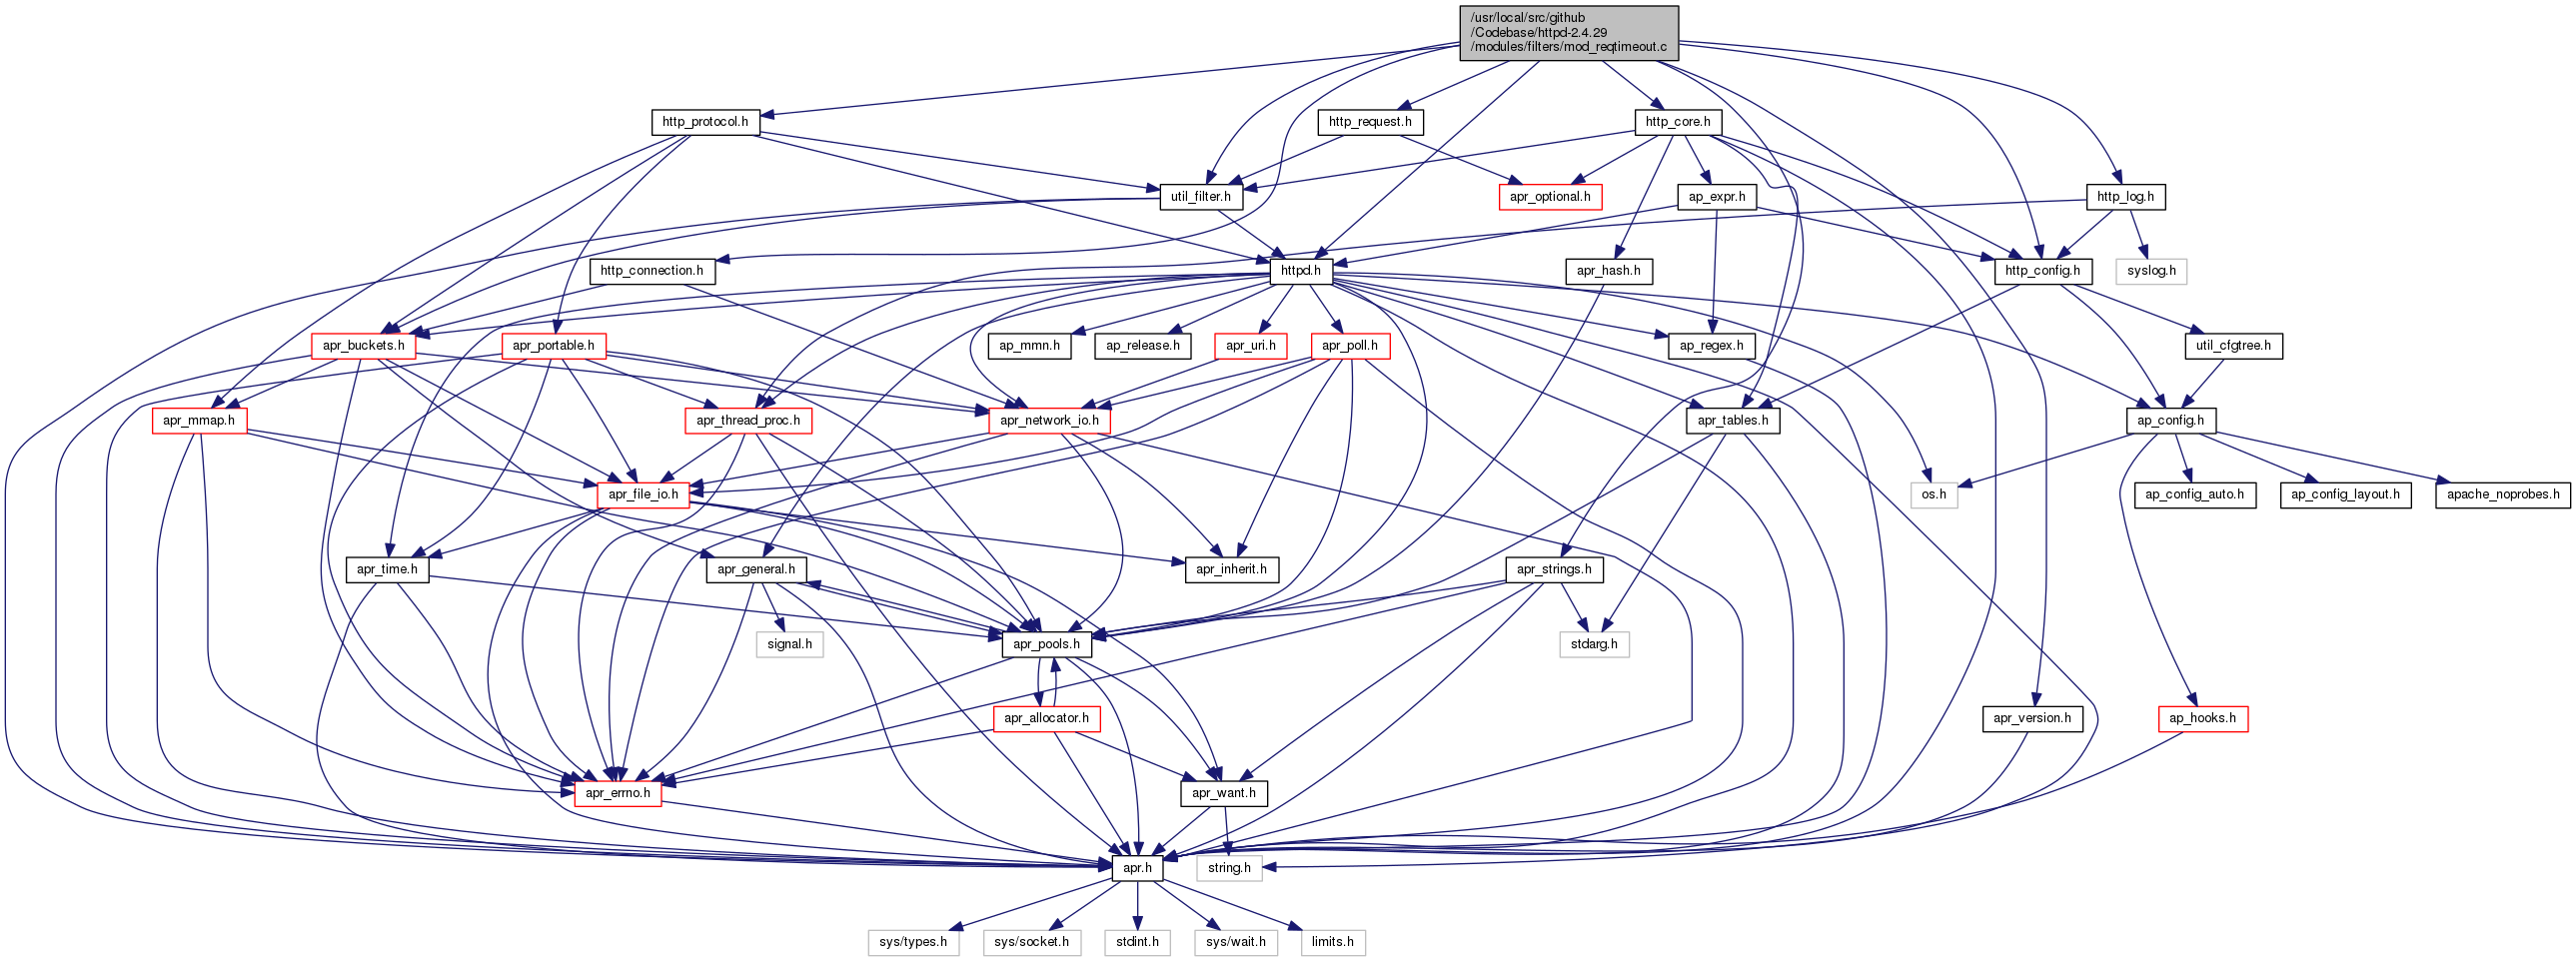 /usr/local/src/github
/Codebase/httpd-2.4.29
/modules/filters/mod_reqtimeout.c
http_protocol.h
http_request.h
http_core.h
util_filter.h
apr_optional.h
ap_expr.h
http_log.h
http_connection.h
httpd.h
apr_hash.h
http_config.h
syslog.h
apr_buckets.h
apr_portable.h
ap_mmn.h
ap_release.h
apr_uri.h
apr_poll.h
ap_regex.h
util_cfgtree.h
apr_mmap.h
apr_thread_proc.h
apr_network_io.h
apr_tables.h
ap_config.h
apr_file_io.h
os.h
ap_config_auto.h
ap_config_layout.h
apache_noprobes.h
apr_time.h
apr_general.h
apr_inherit.h
apr_strings.h
signal.h
apr_pools.h
stdarg.h
apr_allocator.h
apr_version.h
ap_hooks.h
apr_errno.h
apr_want.h
apr.h
string.h
sys/types.h
sys/socket.h
stdint.h
sys/wait.h
limits.h